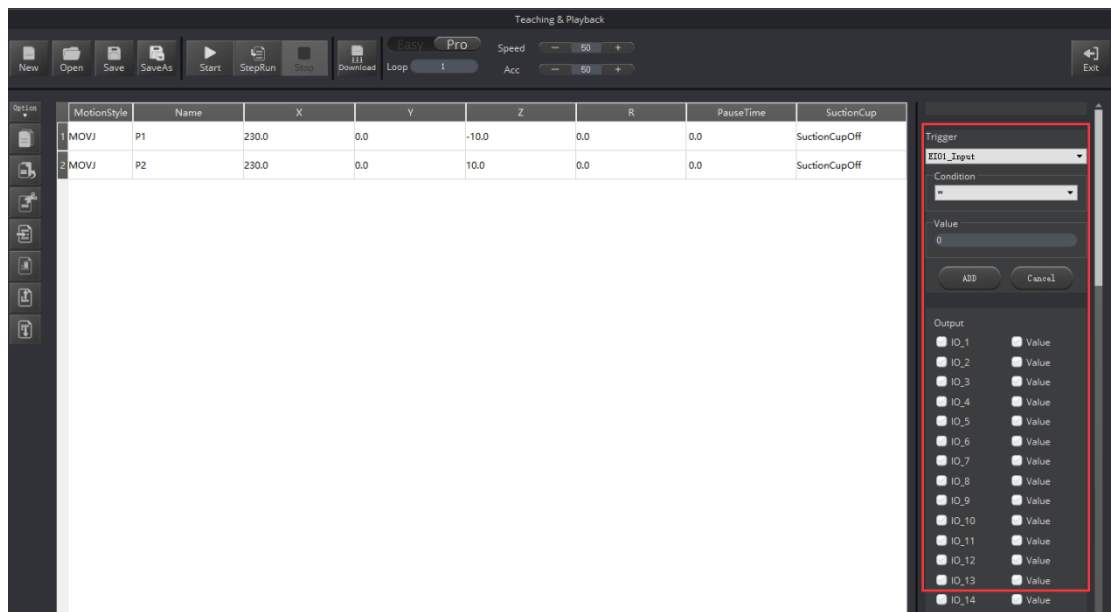 Teaching & Playback
Easy Pro Speed — 50 +
New Open Save SaveAs Start StepRun Stop Download Loop 1 Acc — 50 + Exit
Option
MotionStyle Name X Y Z R PauseTime SuctionCup
1 MOVJ P1 230.0 0.0 -10.0 0.0 0.0 SuctionCupOff
2 MOVJ P2 230.0 0.0 10.0 0.0 0.0 SuctionCupOff
Trigger
EIO1_Input
Condition
=
Value
0
ADD Cancel
Output
IO_1 Value
IO_2 Value
IO_3 Value
IO_4 Value
IO_5 Value
IO_6 Value
IO_7 Value
IO_8 Value
IO_9 Value
IO_10 Value
IO_11 Value
IO_12 Value
IO_13 Value
IO_14 Value